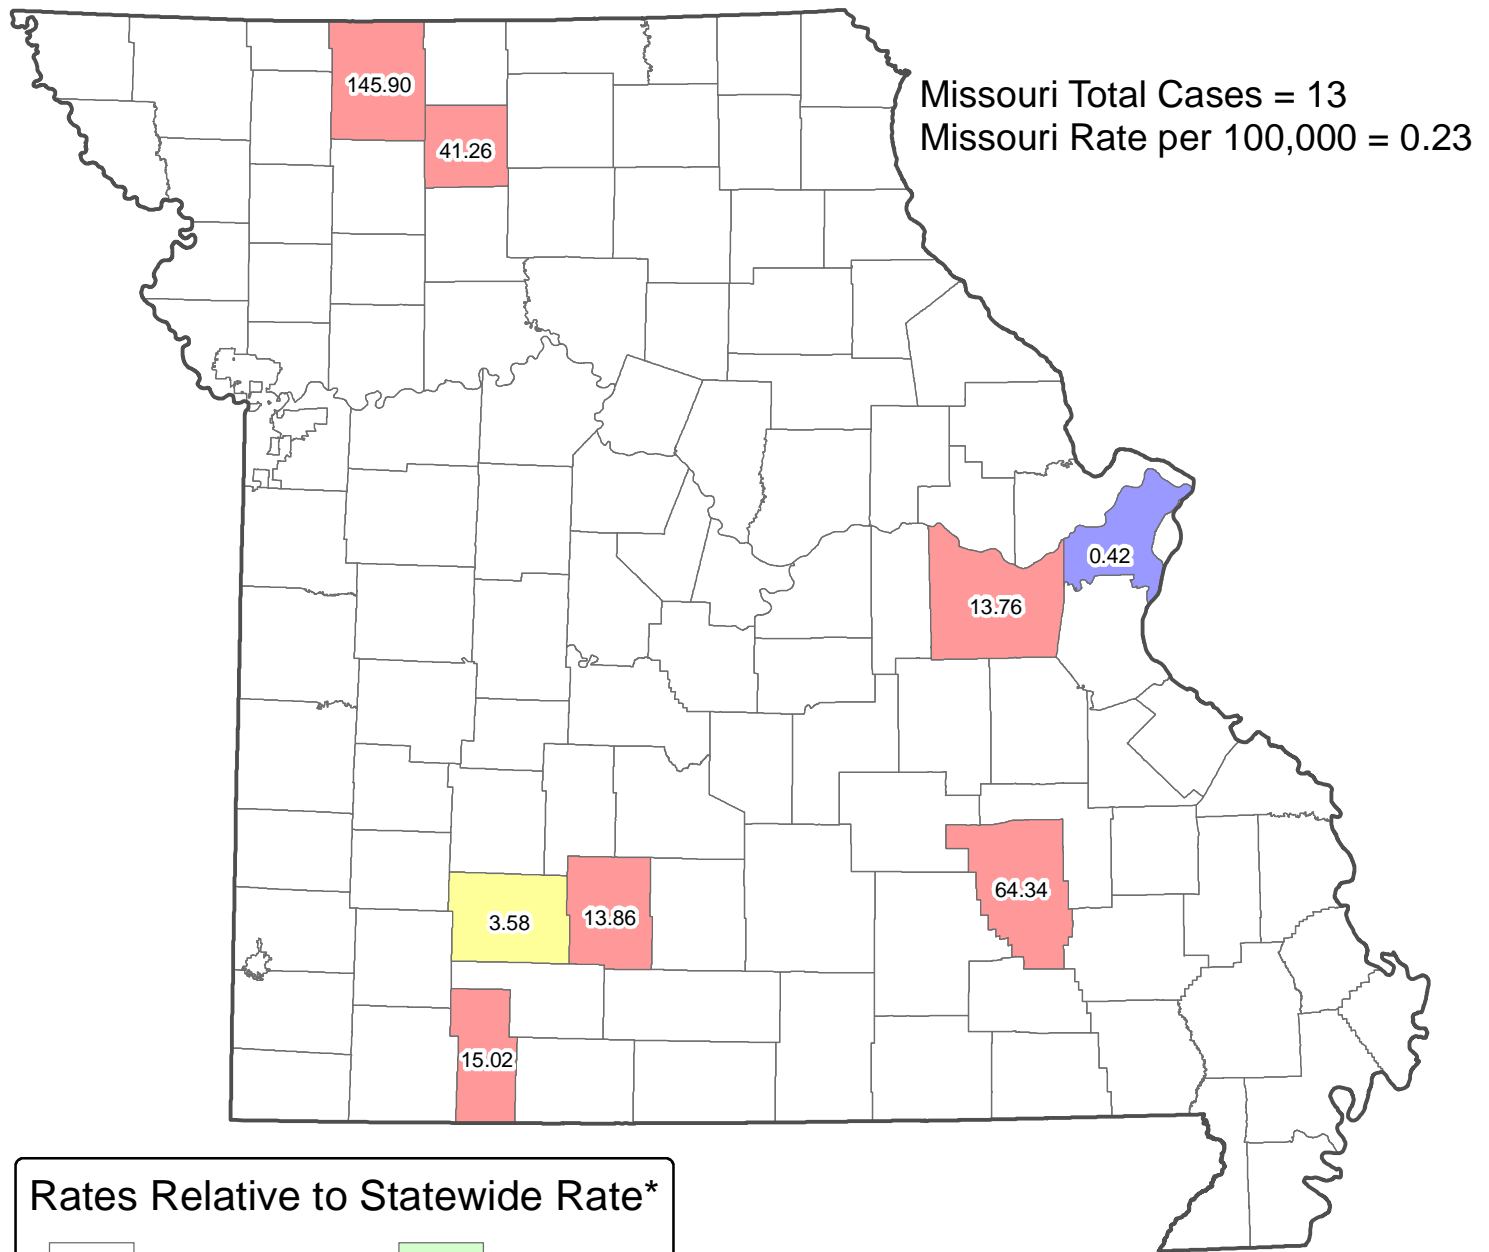 145.90
Missouri Total Cases = 13
Missouri Rate per 100,000 = 0.23
41.26
0.42
13.76
64.34
3.58
13.86
15.02
Rates Relative to Statewide Rate*